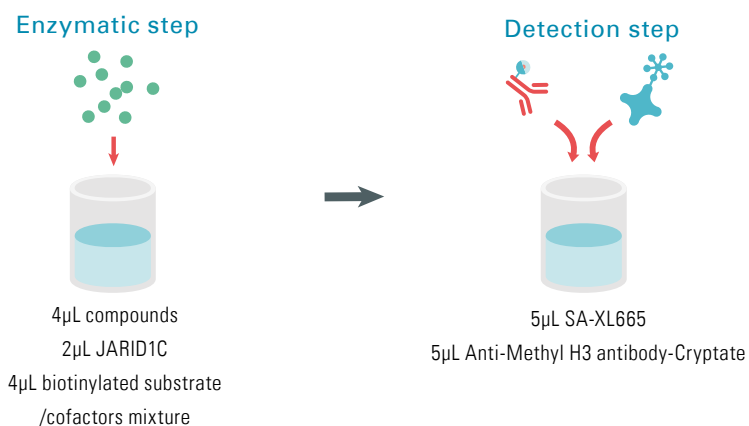 Enzymatic step
Detection step
4µL compounds
2µL JARID1C
4µL biotinylated substrate
/cofactors mixture
5µL SA-XL665
5µL Anti-Methyl H3 antibody-Cryptate